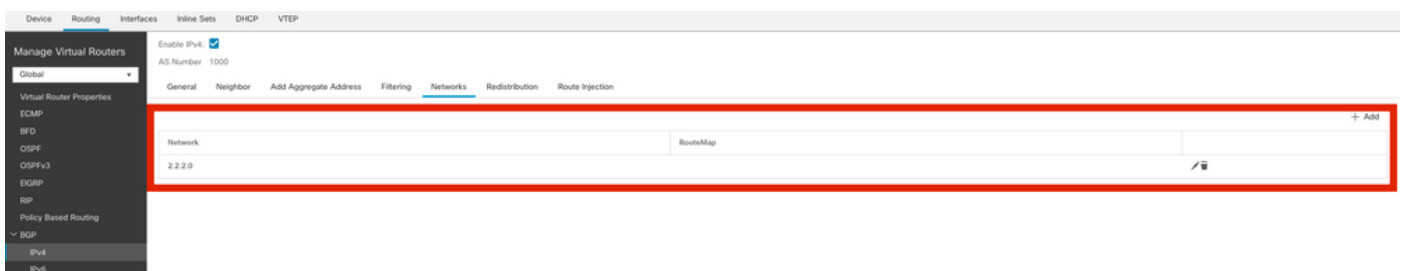 Device Routing Interfaces Inline Sets DHCP VTEP
Manage Virtual Routers
Global
Virtual Router Properties
ECMP
BFD
OSPF
OSPFv3
EIGRP
RIP
Policy Based Routing
BGP
IPv4
IPv6
Enable IPv4:
AS Number 1000
General Neighbor Add Aggregate Address Filtering Networks Redistribution Route Injection
+ Add
Network RouteMap
2.2.2.0